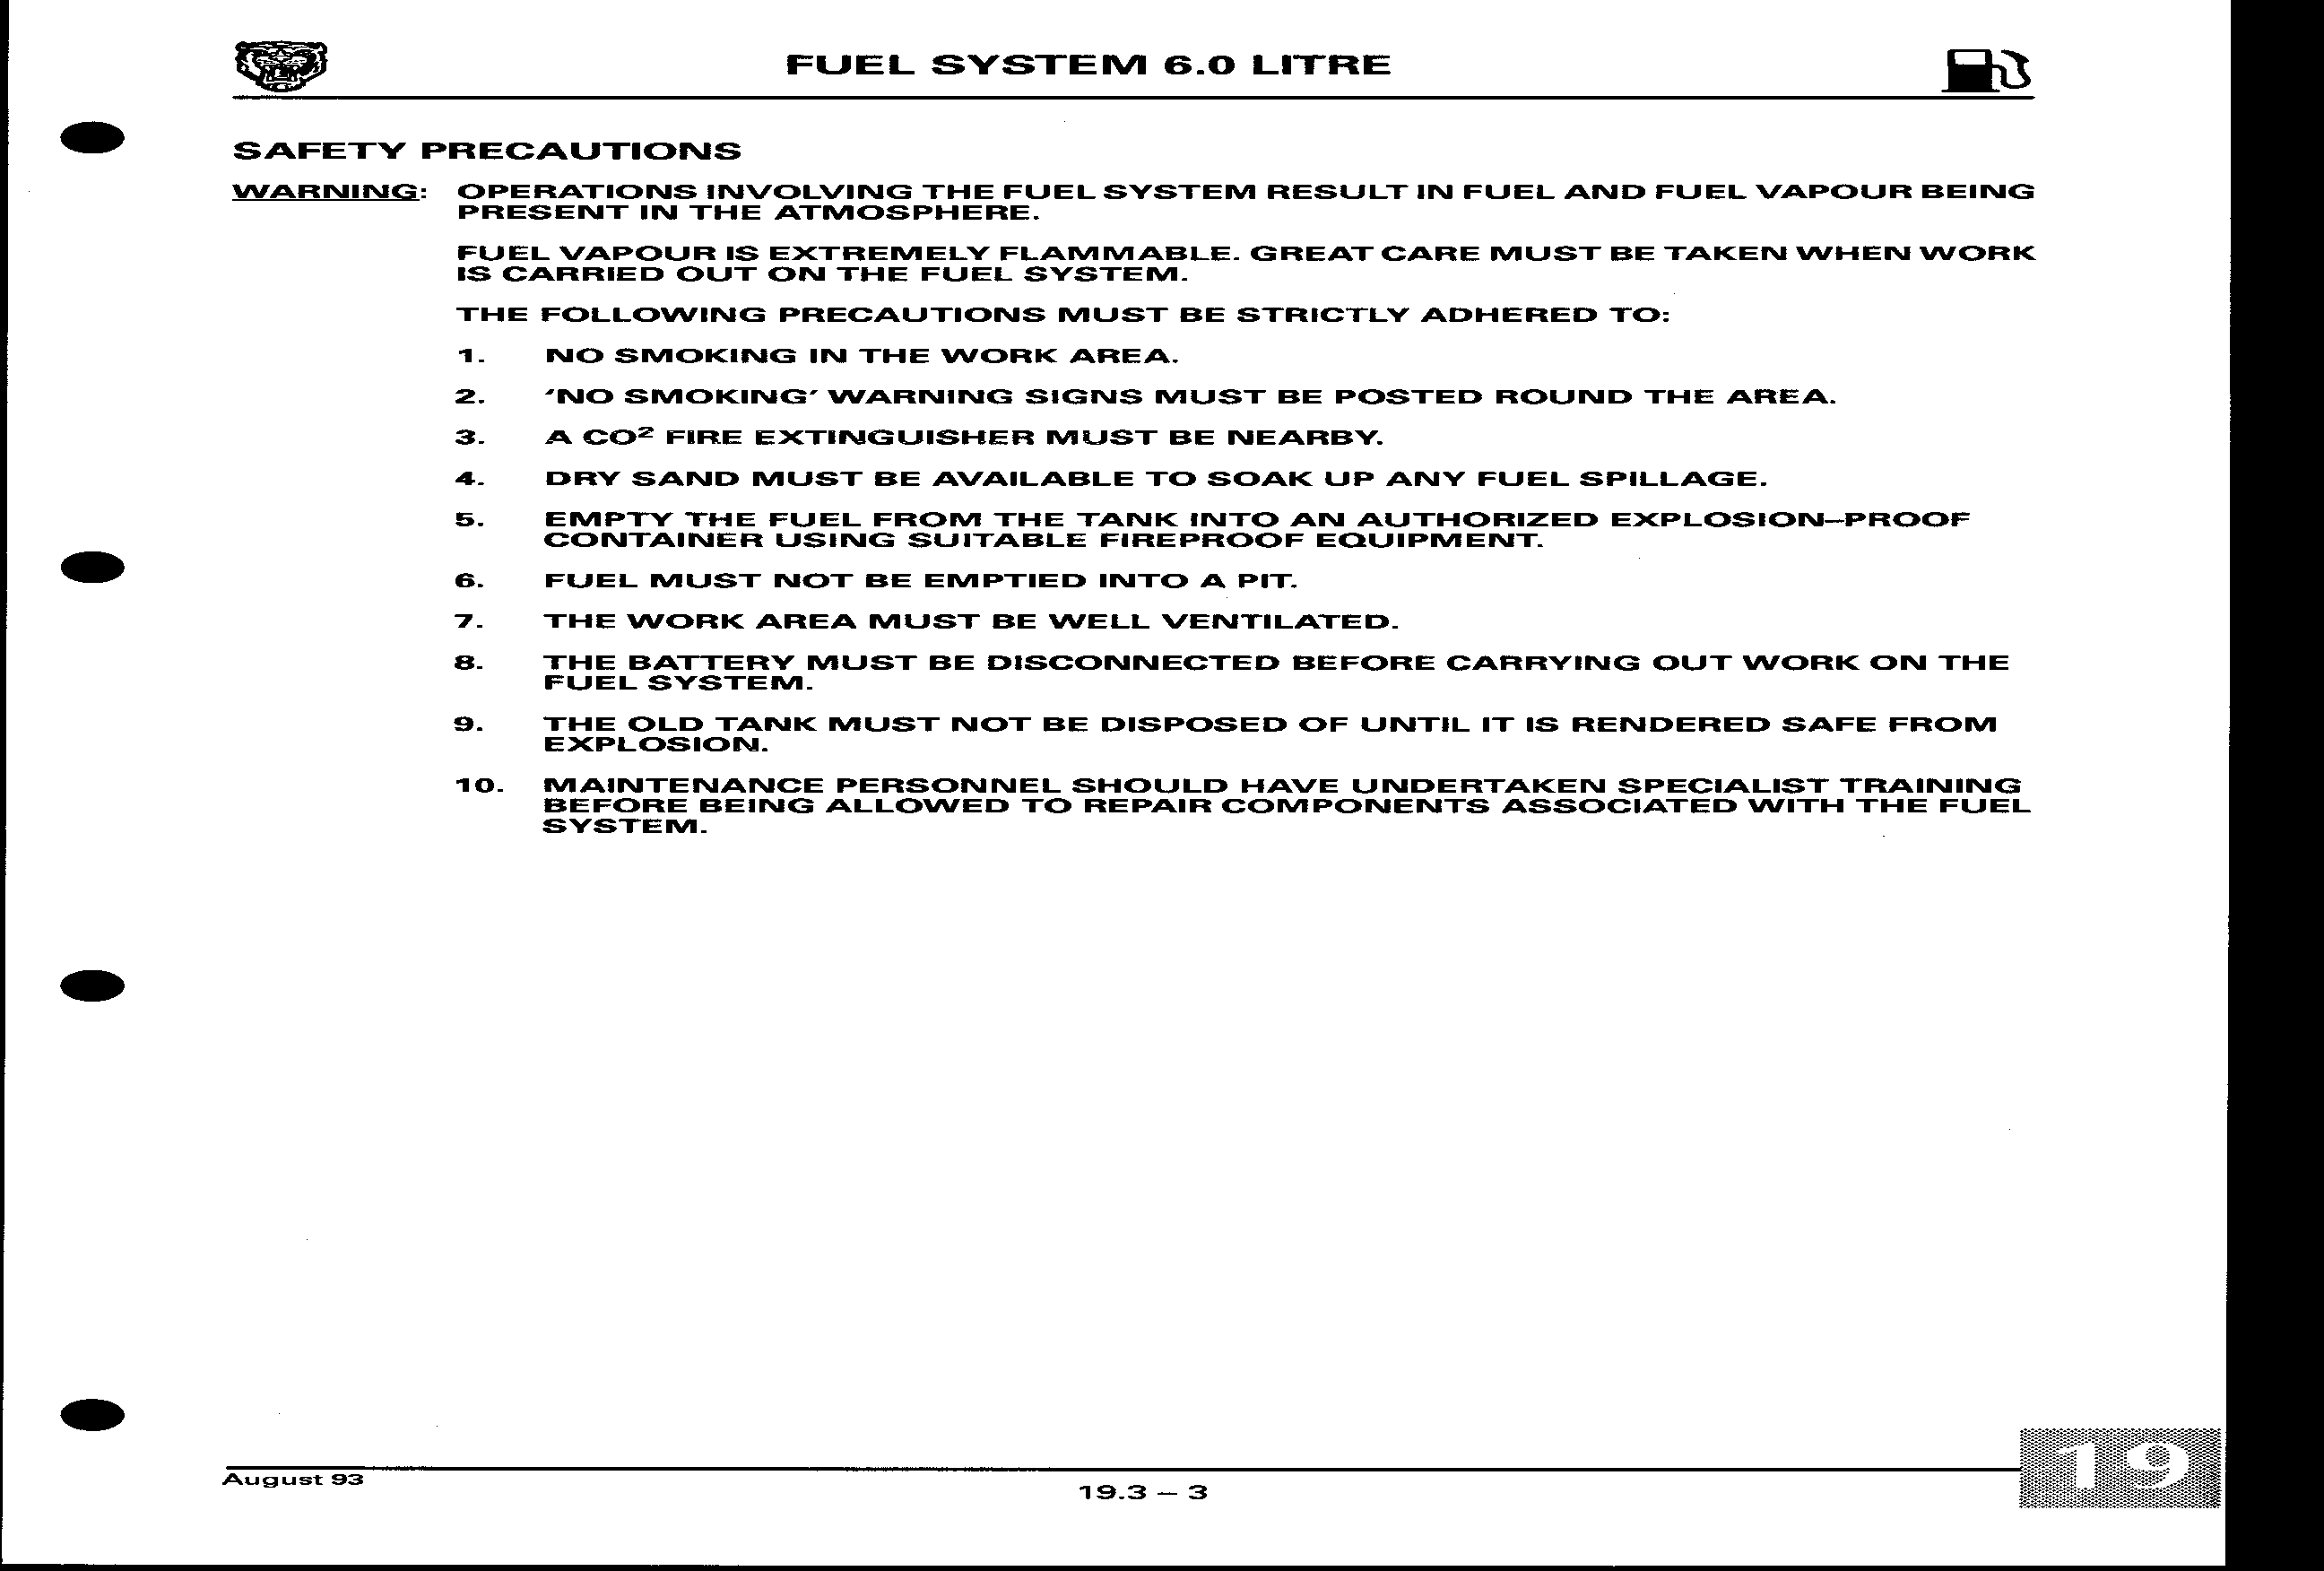 FUEL SYSTEM 6.0 LITRE
SAFETY PRECAUTIONS
WARNING: OPERATIONS INVOLVING THE FUEL SYSTEM RESULT IN FUEL AND FUEL VAPOUR BEING
PRESENT IN THE ATMOSPHERE.
FUEL VAPOUR IS EXTREMELY FLAMMABLE. GREAT CARE MUST BE TAKEN WHEN WORK
IS CARRIED OUT ON THE FUEL SYSTEM.
THE FOLLOWING PRECAUTIONS MUST BE STRICTLY ADHERED TO:
1. NO SMOKING IN THE WORK AREA.
2. 'NO SMOKING' WARNING SIGNS MUST BE POSTED ROUND THE AREA.
3. A CO² FIRE EXTINGUISHER MUST BE NEARBY.
4. DRY SAND MUST BE AVAILABLE TO SOAK UP ANY FUEL SPILLAGE.
5. EMPTY THE FUEL FROM THE TANK INTO AN AUTHORIZED EXPLOSION–PROOF
CONTAINER USING SUITABLE FIREPROOF EQUIPMENT.
6. FUEL MUST NOT BE EMPTIED INTO A PIT.
7. THE WORK AREA MUST BE WELL VENTILATED.
8. THE BATTERY MUST BE DISCONNECTED BEFORE CARRYING OUT WORK ON THE
FUEL SYSTEM.
9. THE OLD TANK MUST NOT BE DISPOSED OF UNTIL IT IS RENDERED SAFE FROM
EXPLOSION.
10. MAINTENANCE PERSONNEL SHOULD HAVE UNDERTAKEN SPECIALIST TRAINING
BEFORE BEING ALLOWED TO REPAIR COMPONENTS ASSOCIATED WITH THE FUEL
SYSTEM.
August 93
19.3 – 3
19